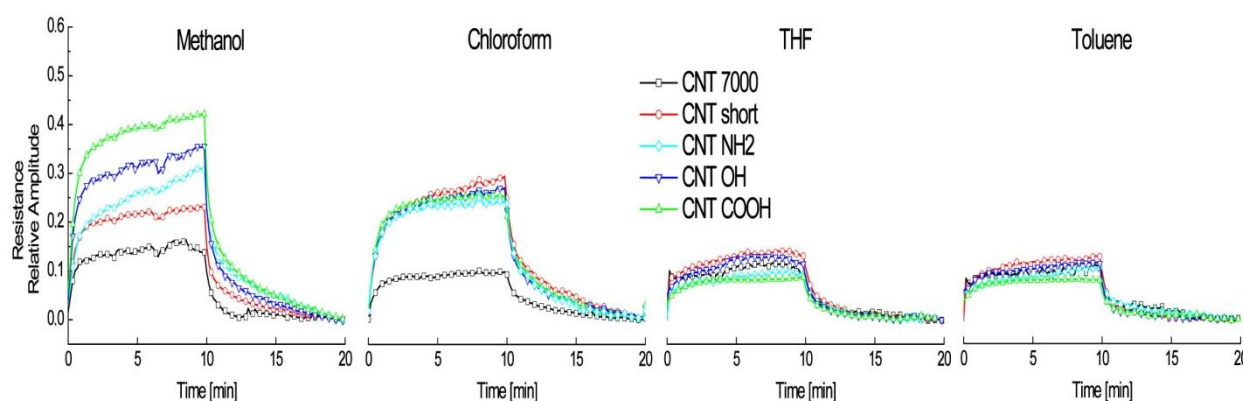 Methanol
Chloroform
THF
Toluene
CNT 7000
CNT short
CNT NH2
CNT OH
CNT COOH
Resistance
Relative Amplitude
0.6
0.5
0.4
0.3
0.2
0.1
0.0
0 5 10 15 20
0 5 10 15 20
0 5 10 15 20
0 5 10 15 20
Time [min]
Time [min]
Time [min]
Time [min]